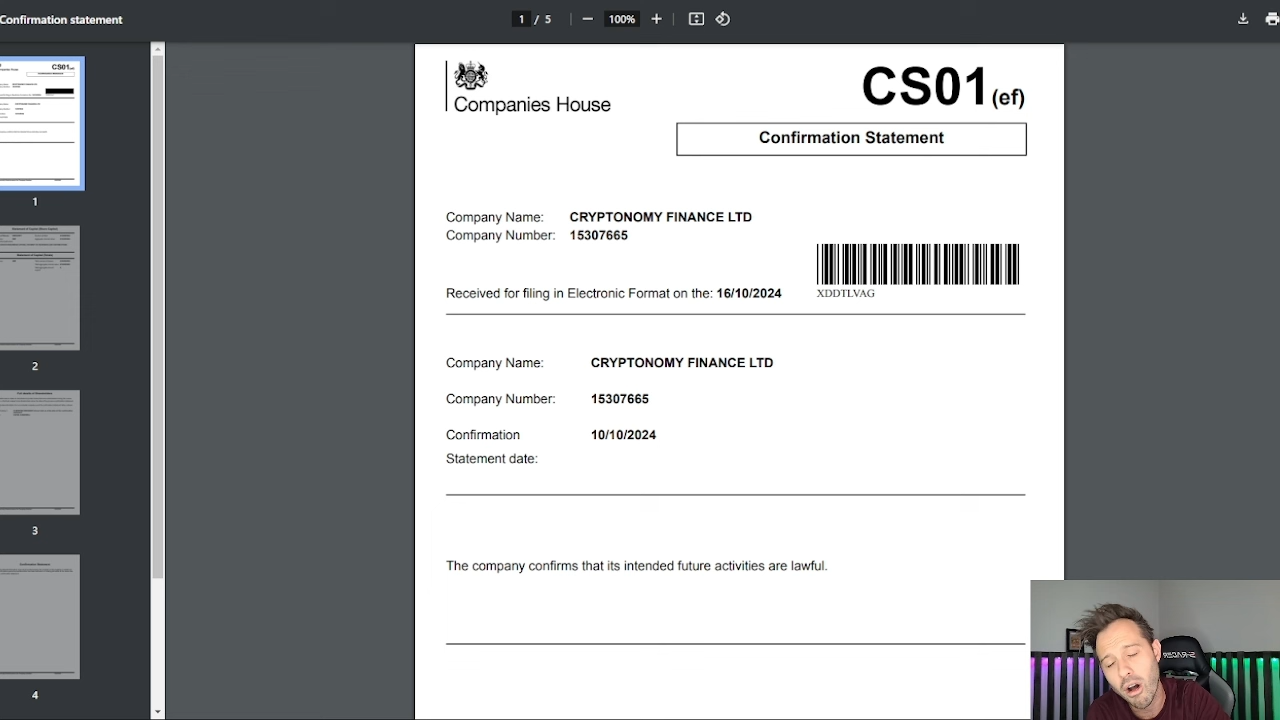 Confirmation statement
1 / 5
100%
1
2
3
4
Companies House
CS01(ef)
Confirmation Statement
Company Name: CRYPTONOMY FINANCE LTD
Company Number: 15307665
Received for filing in Electronic Format on the: 16/10/2024
XDDTLVAG
Company Name: CRYPTONOMY FINANCE LTD
Company Number: 15307665
Confirmation 10/10/2024
Statement date:
The company confirms that its intended future activities are lawful.